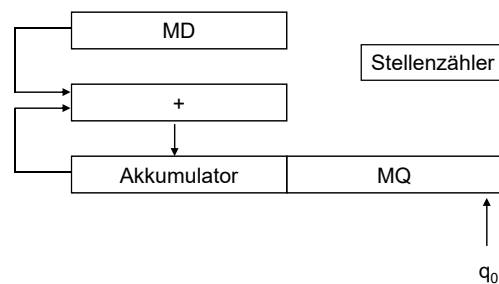 MD
Stellenzähler
+
Akkumulator
MQ
q₀